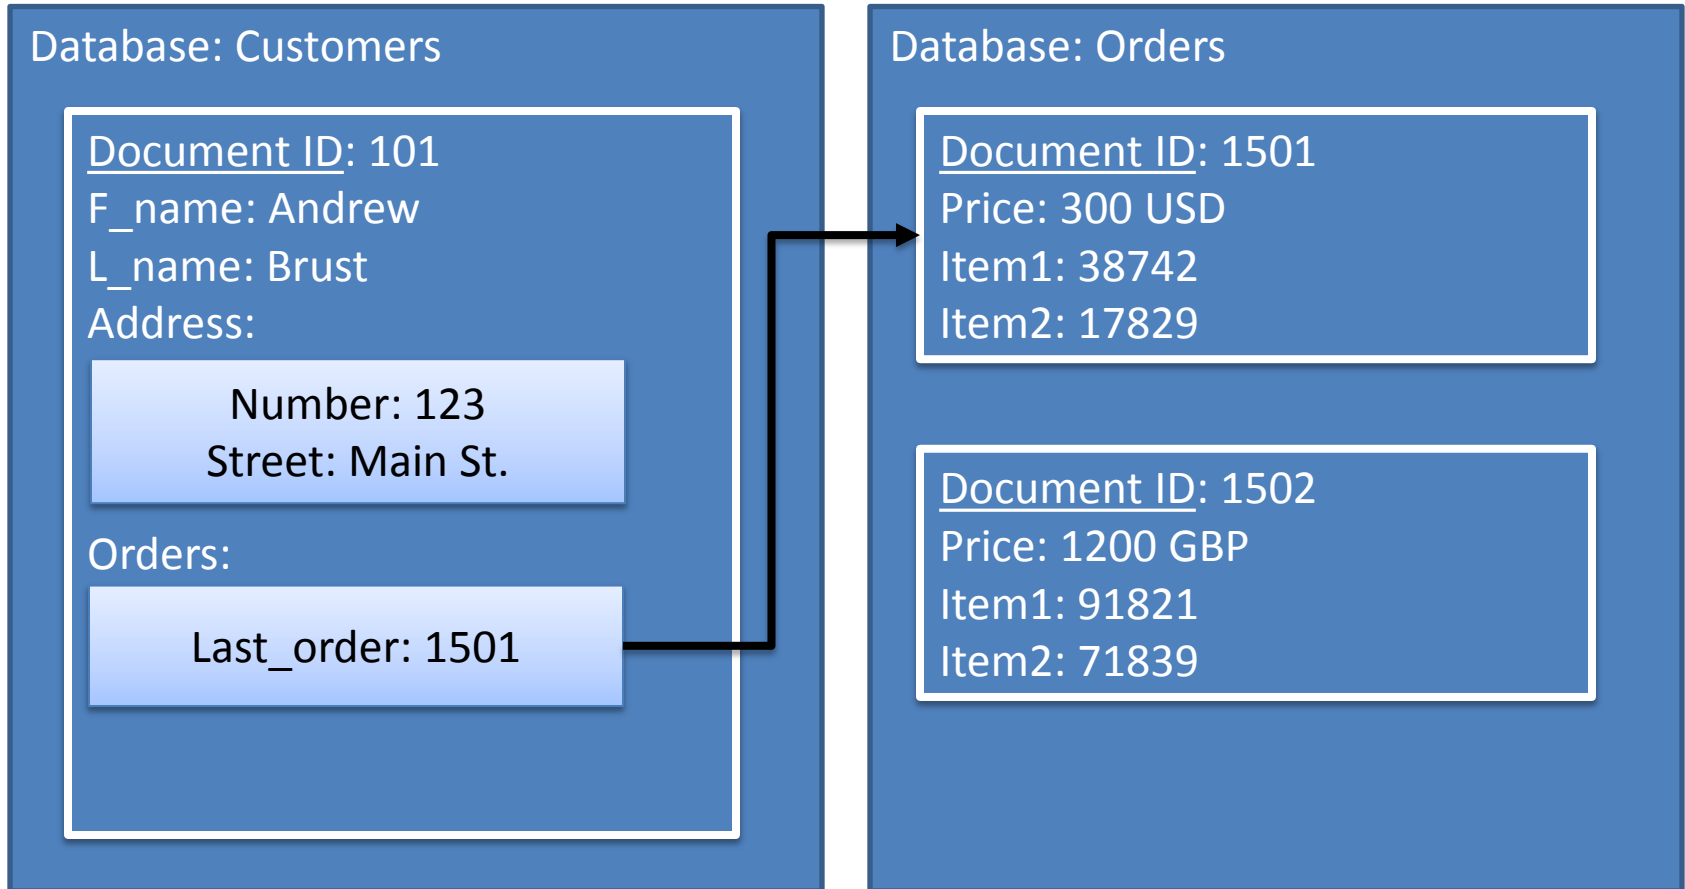 Database: Customers
Document ID: 101
F_name: Andrew
L_name: Brust
Address:
Number: 123
Street: Main St.
Orders:
Last_order: 1501
Database: Orders
Document ID: 1501
Price: 300 USD
Item1: 38742
Item2: 17829
Document ID: 1502
Price: 1200 GBP
Item1: 91821
Item2: 71839